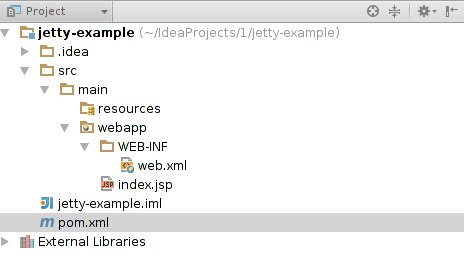 Project
jetty-example (~/IdeaProjects/1/jetty-example)
.idea
src
main
resources
webapp
WEB-INF
web.xml
JSP index.jsp
jetty-example.iml
m pom.xml
External Libraries